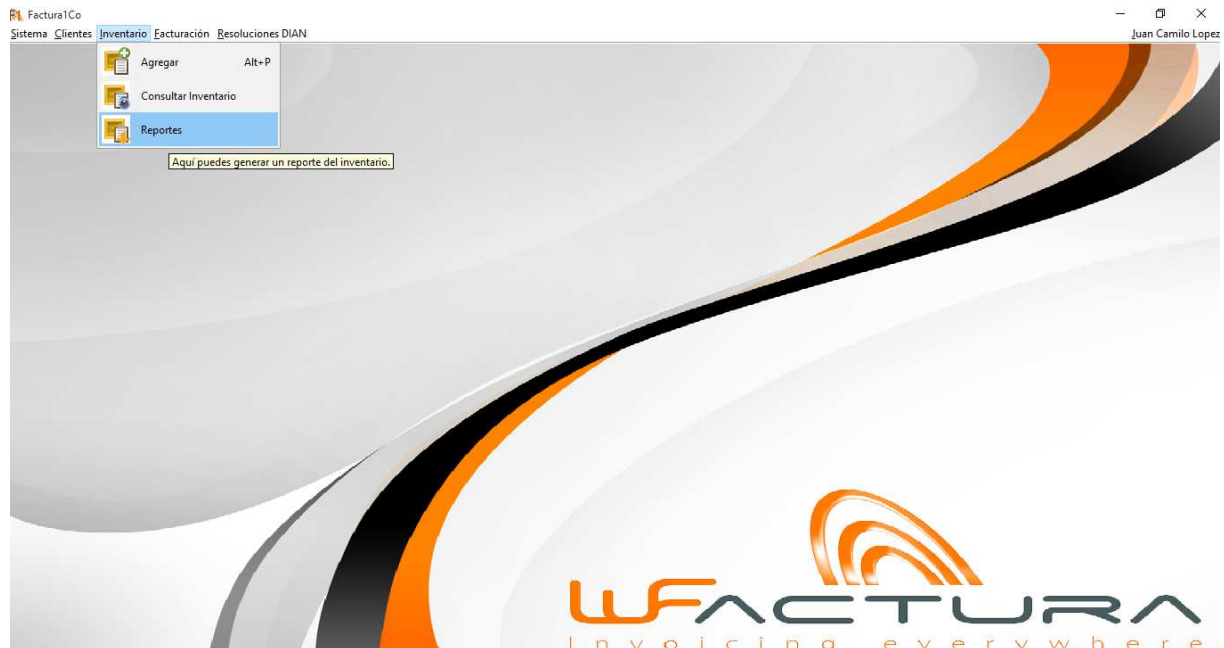 Factura1Co
Sistema Clientes Inventario Facturación Resoluciones DIAN Juan Camilo Lopez
Agregar Alt+P
Consultar Inventario
Reportes
Aquí puedes generar un reporte del inventario.
WFACTURA
Invoicing everywhere